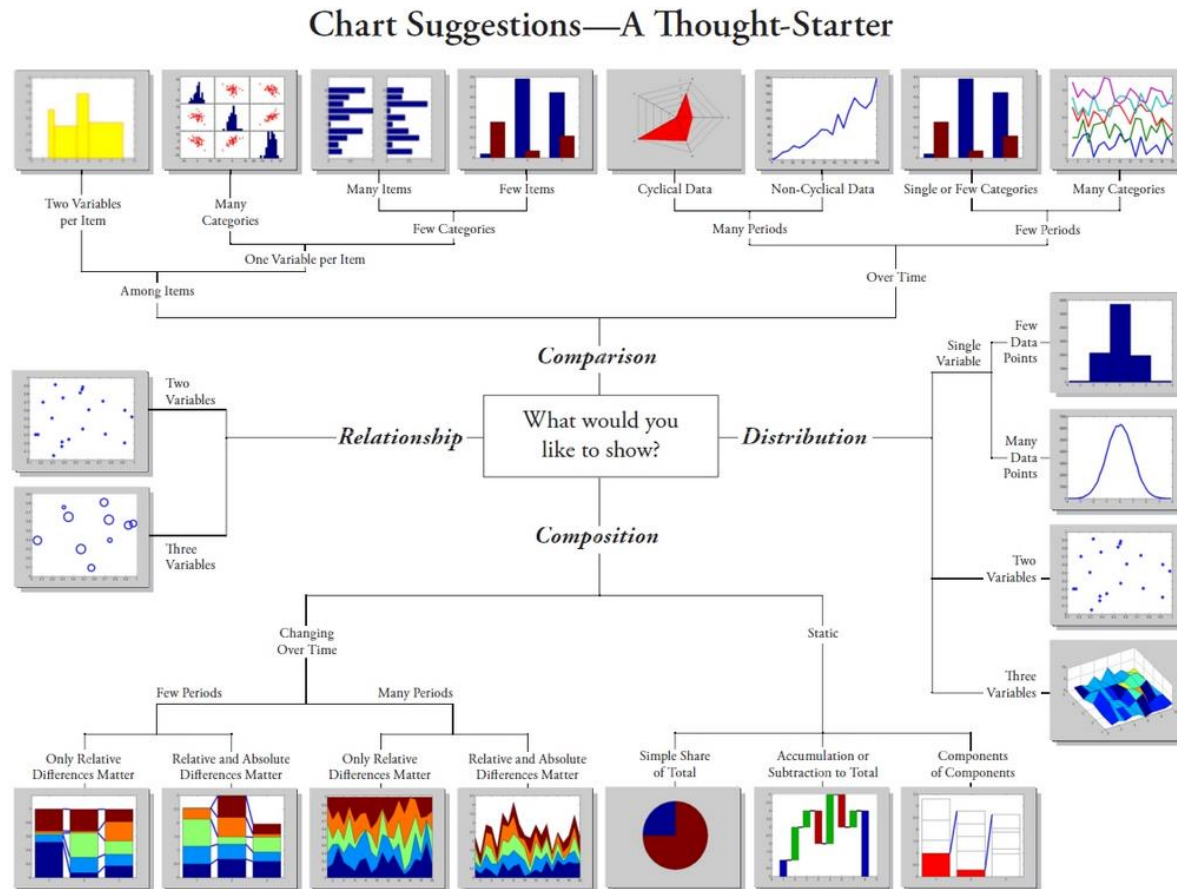 Chart Suggestions—A Thought-Starter
Two Variables
per Item
Many
Categories
Many Items
Few Items
Cyclical Data
Non-Cyclical Data
Single or Few Categories
Many Categories
Few Categories
Many Periods
Few Periods
One Variable per Item
Among Items
Over Time
Comparison
What would you
like to show?
Relationship
Two
Variables
Three
Variables
Distribution
Single
Variable
Few
Data
Points
Many
Data
Points
Two
Variables
Three
Variables
Composition
Changing
Over Time
Static
Few Periods
Many Periods
Only Relative
Differences Matter
Relative and Absolute
Differences Matter
Only Relative
Differences Matter
Relative and Absolute
Differences Matter
Simple Share
of Total
Accumulation or
Subtraction to Total
Components
of Components